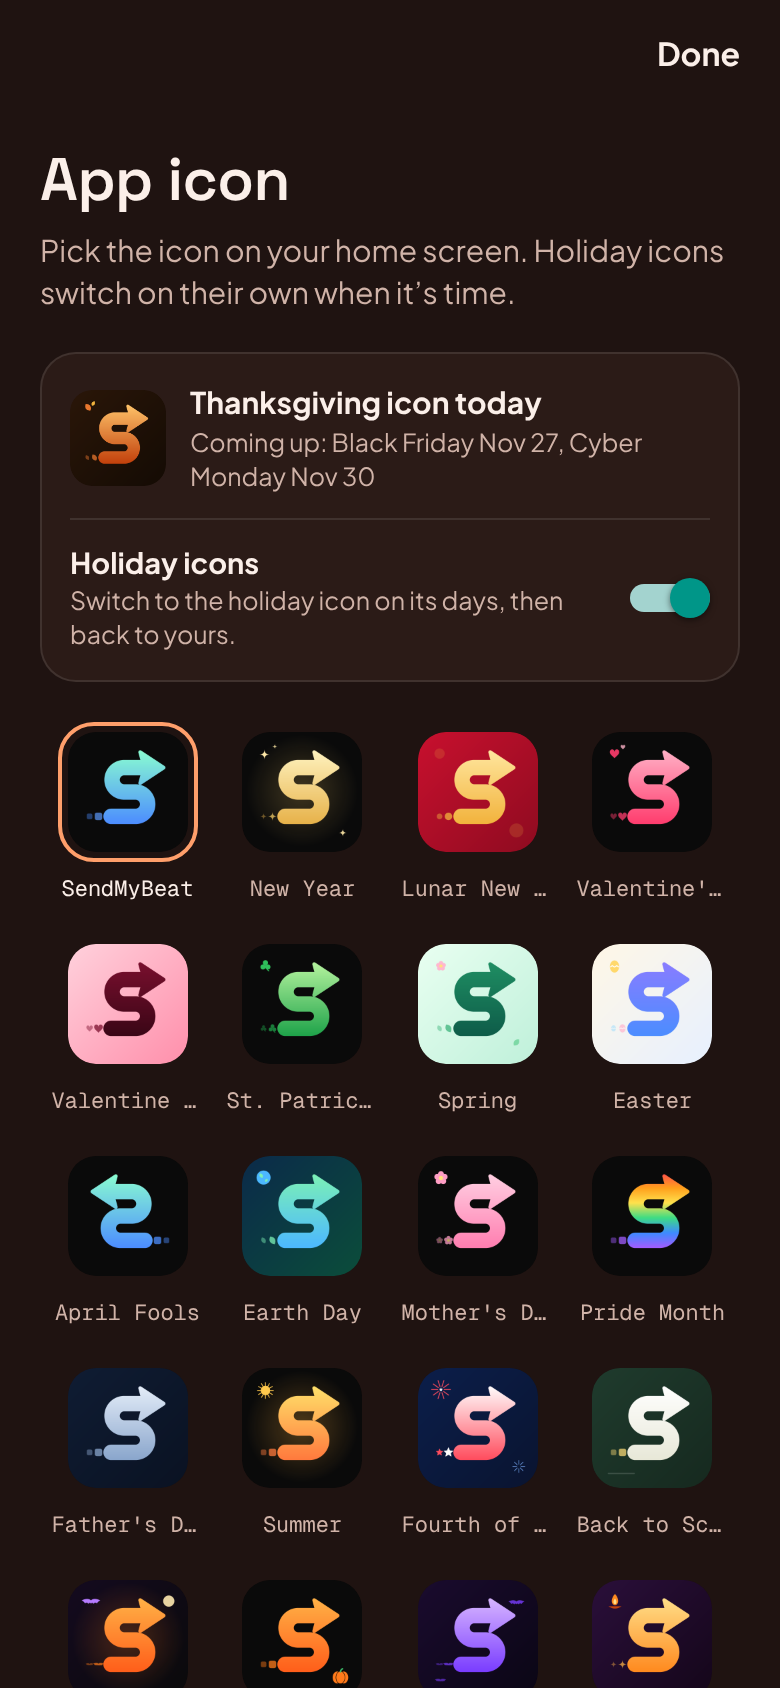 Done
App icon
Pick the icon on your home screen. Holiday icons
switch on their own when it’s time.
Thanksgiving icon today
Coming up: Black Friday Nov 27, Cyber
Monday Nov 30
Holiday icons
Switch to the holiday icon on its days, then
back to yours.
SendMyBeat
New Year
Lunar New …
Valentine'…
Valentine …
St. Patric…
Spring
Easter
April Fools
Earth Day
Mother's D…
Pride Month
Father's D…
Summer
Fourth of …
Back to Sc…